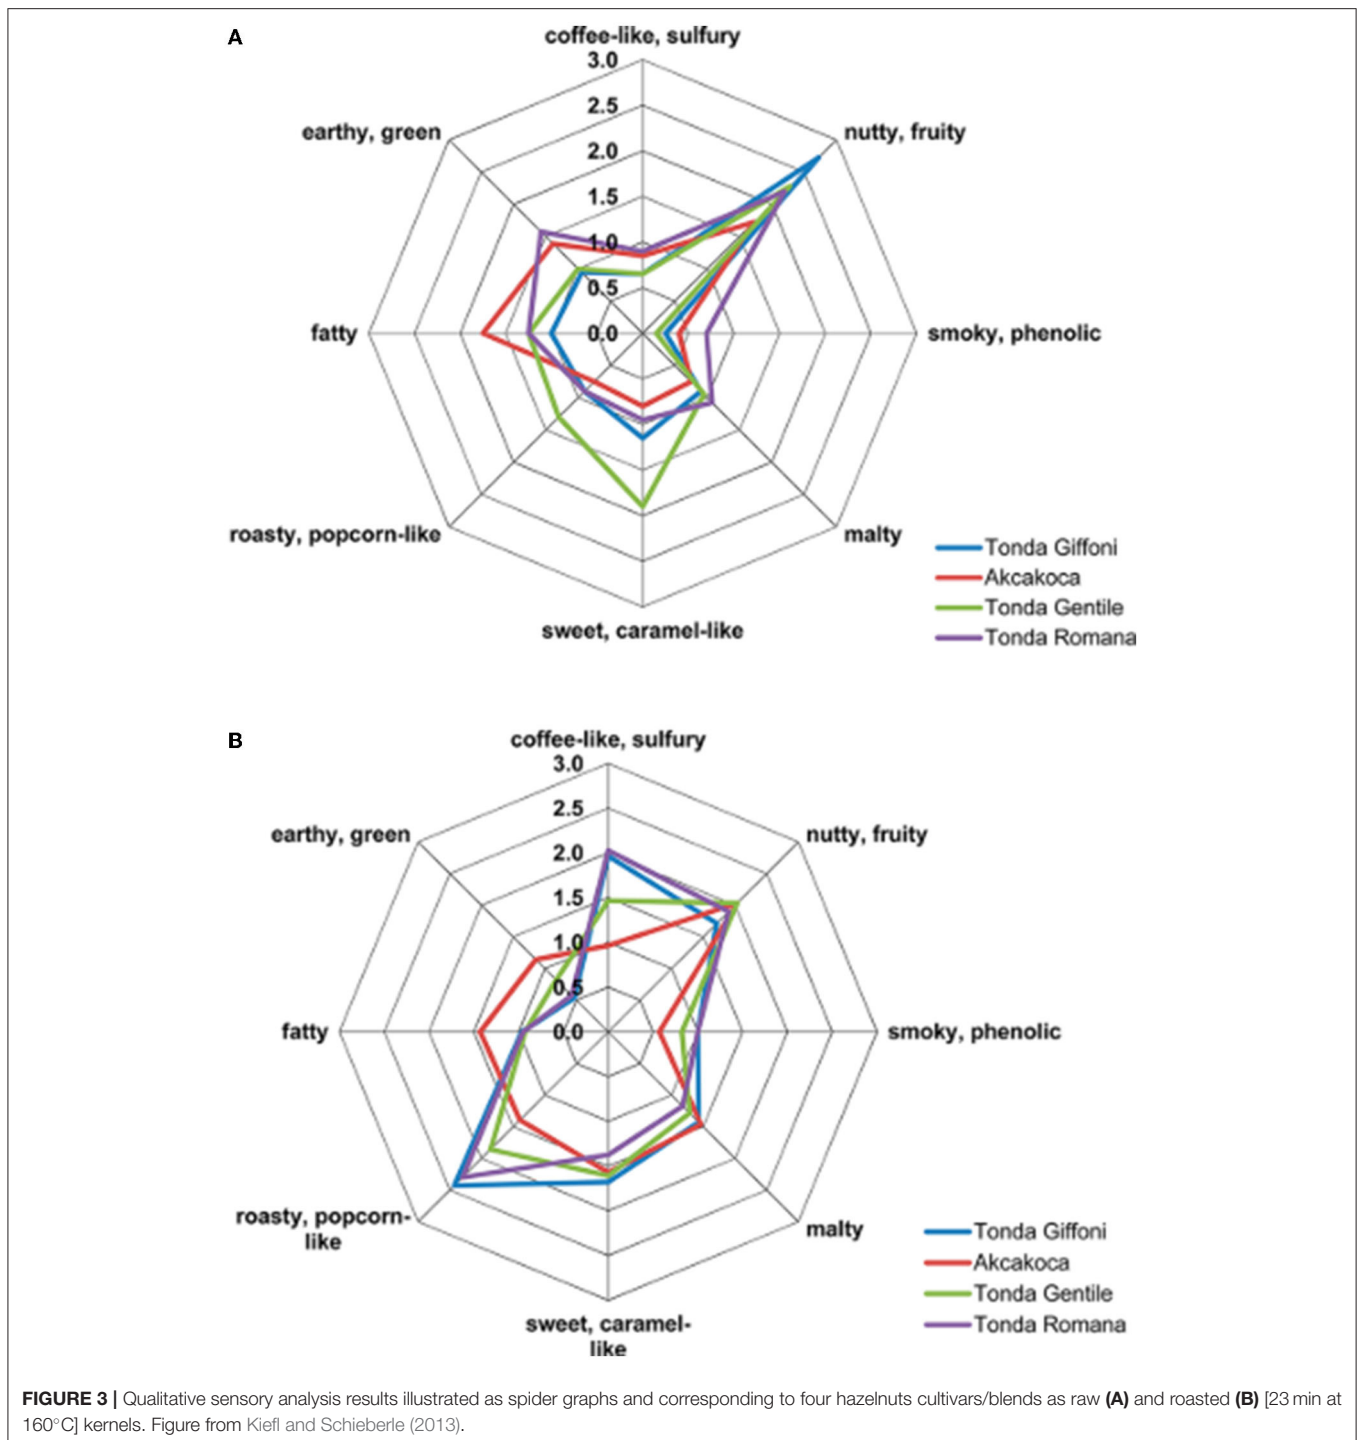 A
coffee-like, sulfury
3.0
2.5
earthy, green
nutty, fruity
2.0
1.5
1.0
0.5
fatty
0.0
smoky, phenolic
roasty, popcorn-like
malty
sweet, caramel-like
Tonda Giffoni
Akcakoca
Tonda Gentile
Tonda Romana
B
coffee-like, sulfury
3.0
2.5
earthy, green
nutty, fruity
2.0
1.5
1.0
0.5
fatty
0.0
smoky, phenolic
roasty, popcorn-
like
malty
sweet, caramel-
like
Tonda Giffoni
Akcakoca
Tonda Gentile
Tonda Romana
FIGURE 3 | Qualitative sensory analysis results illustrated as spider graphs and corresponding to four hazelnuts cultivars/blends as raw (A) and roasted (B) [23 min at
160°C] kernels. Figure from Kiefl and Schieberle (2013).